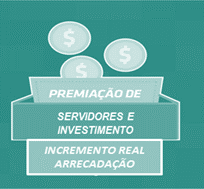 $
$
$
PREMIAÇÃO DE
SERVIDORES E
INVESTIMENTO
INCREMENTO REAL
ARRECADAÇÃO